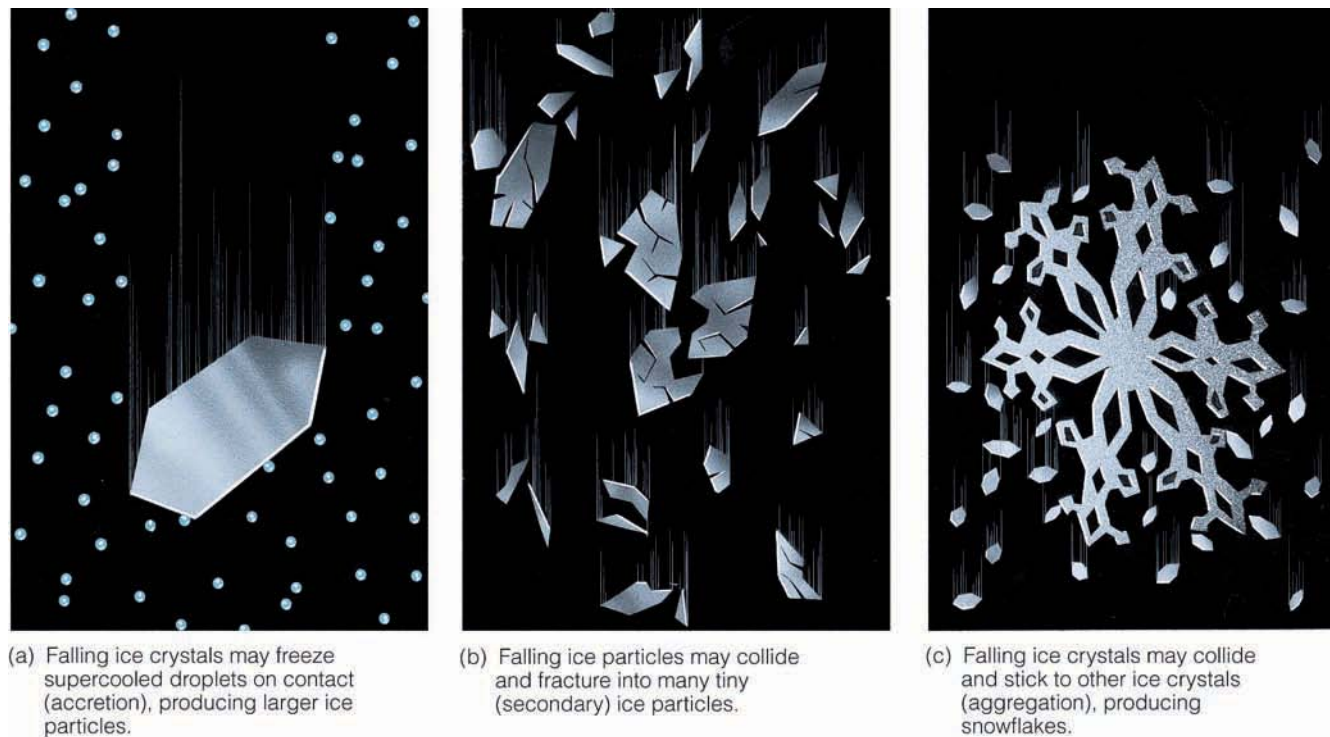 (a) Falling ice crystals may freeze
supercooled droplets on contact
(accretion), producing larger ice
particles.
(b) Falling ice particles may collide
and fracture into many tiny
(secondary) ice particles.
(c) Falling ice crystals may collide
and stick to other ice crystals
(aggregation), producing
snowflakes.